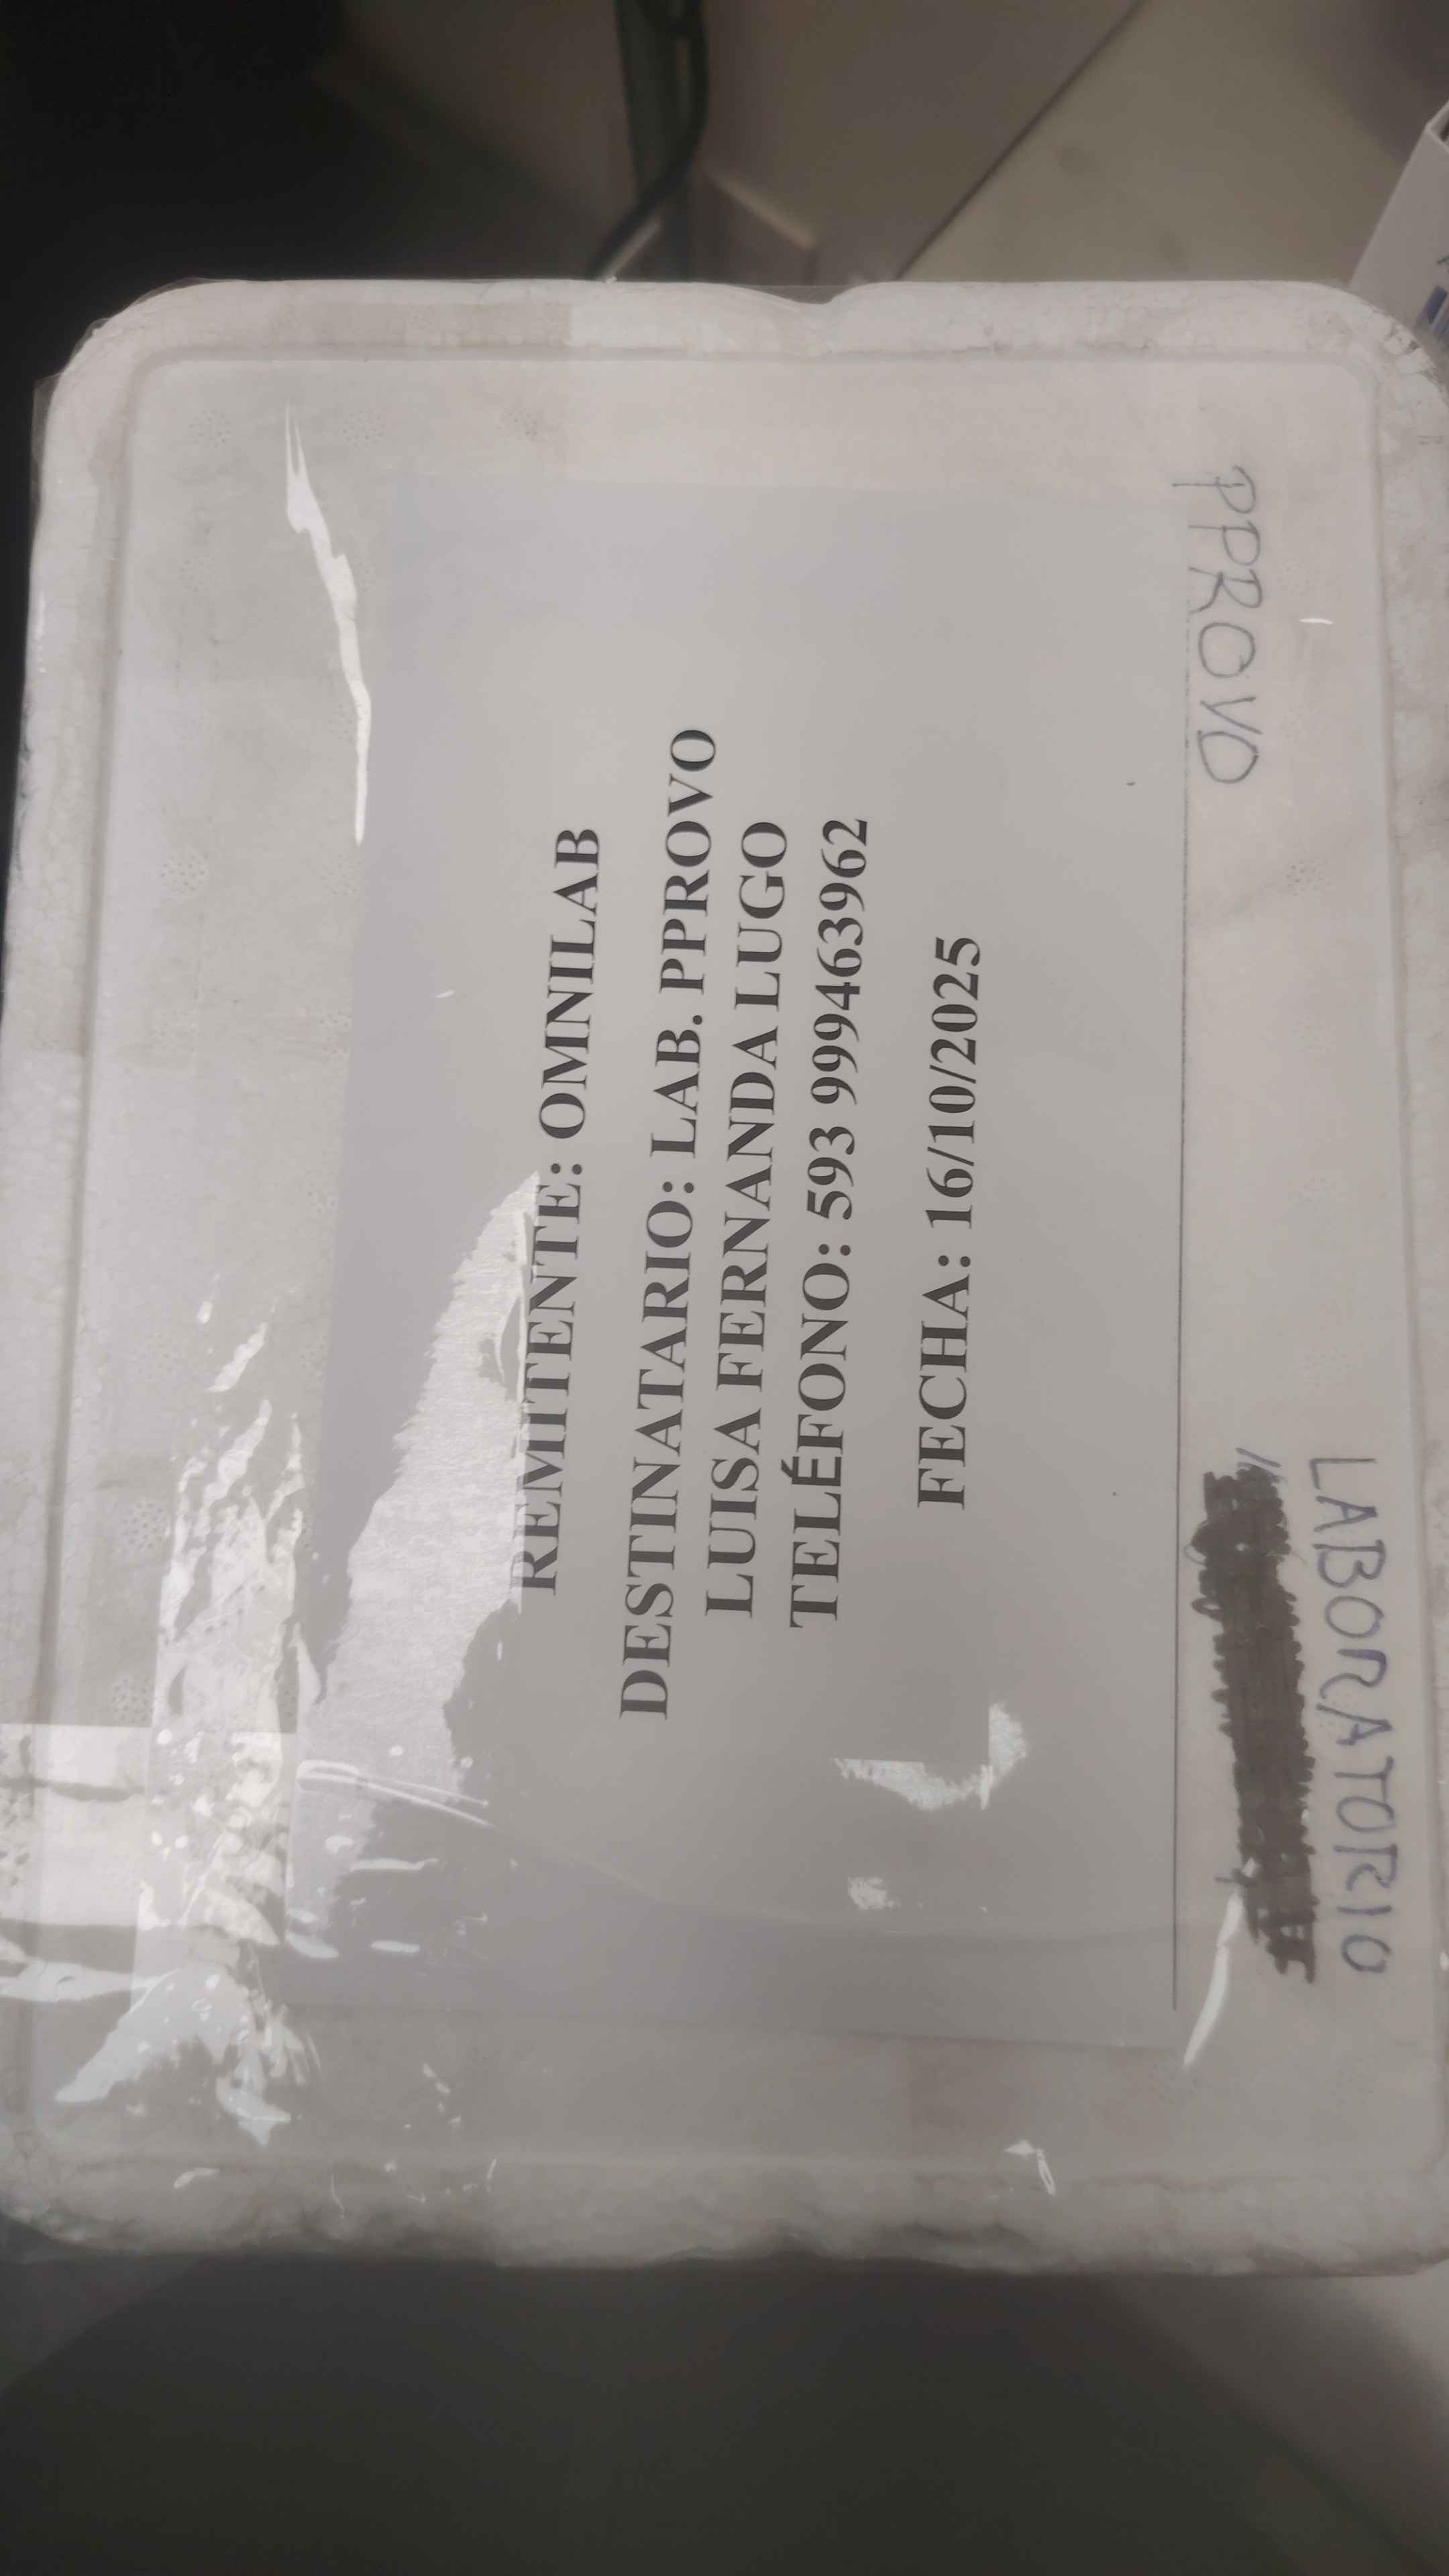 REMITENTE: OMNILAB
DESTINATARIO: LAB. PPROVO
LUISA FERNANDA LUGO
TELÉFONO: 593 999463962
FECHA: 16/10/2025
LABORATORIO
PPROVO